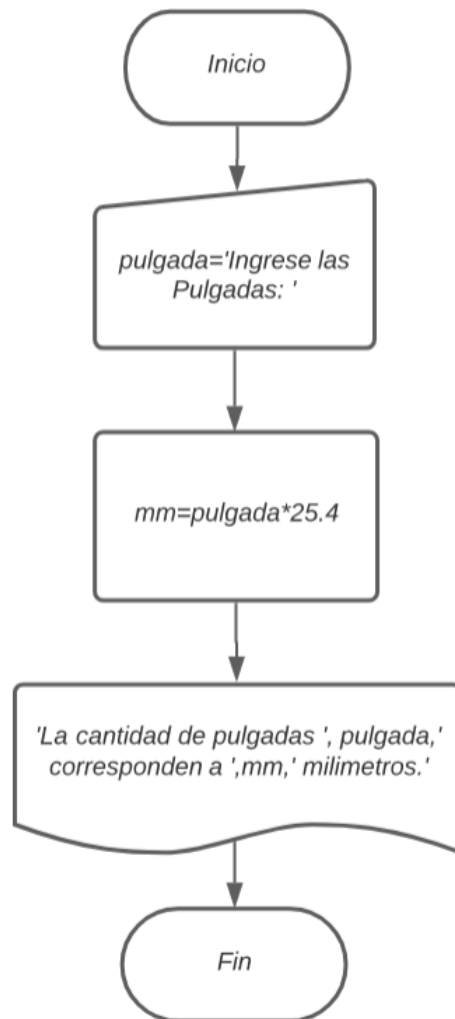 Inicio
pulgada='Ingrese las
Pulgadas: '
mm=pulgada*25.4
'La cantidad de pulgadas ', pulgada,'
corresponden a ',mm,' milimetros.'
Fin